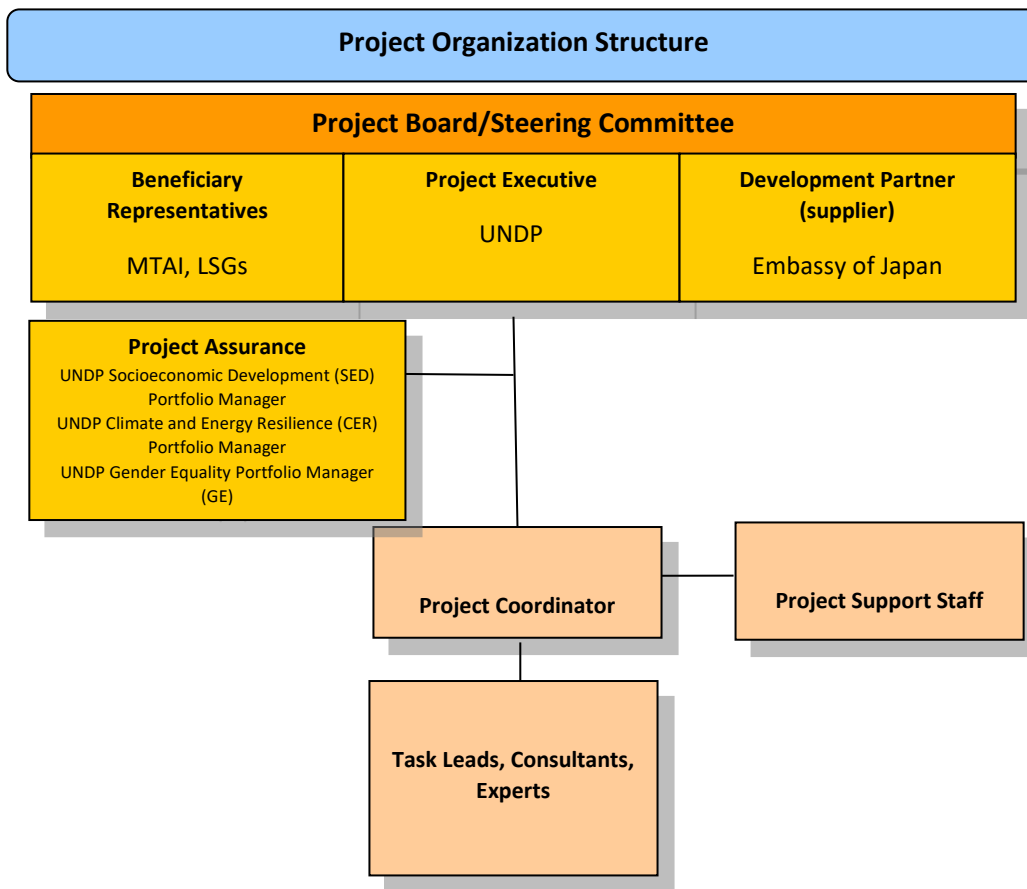 Project Organization Structure
Project Board/Steering Committee
Beneficiary
Representatives
MTAI, LSGs
Project Executive
UNDP
Development Partner
(supplier)
Embassy of Japan
Project Assurance
UNDP Socioeconomic Development (SED)
Portfolio Manager
UNDP Climate and Energy Resilience (CER)
Portfolio Manager
UNDP Gender Equality Portfolio Manager
(GE)
Project Coordinator
Project Support Staff
Task Leads, Consultants,
Experts